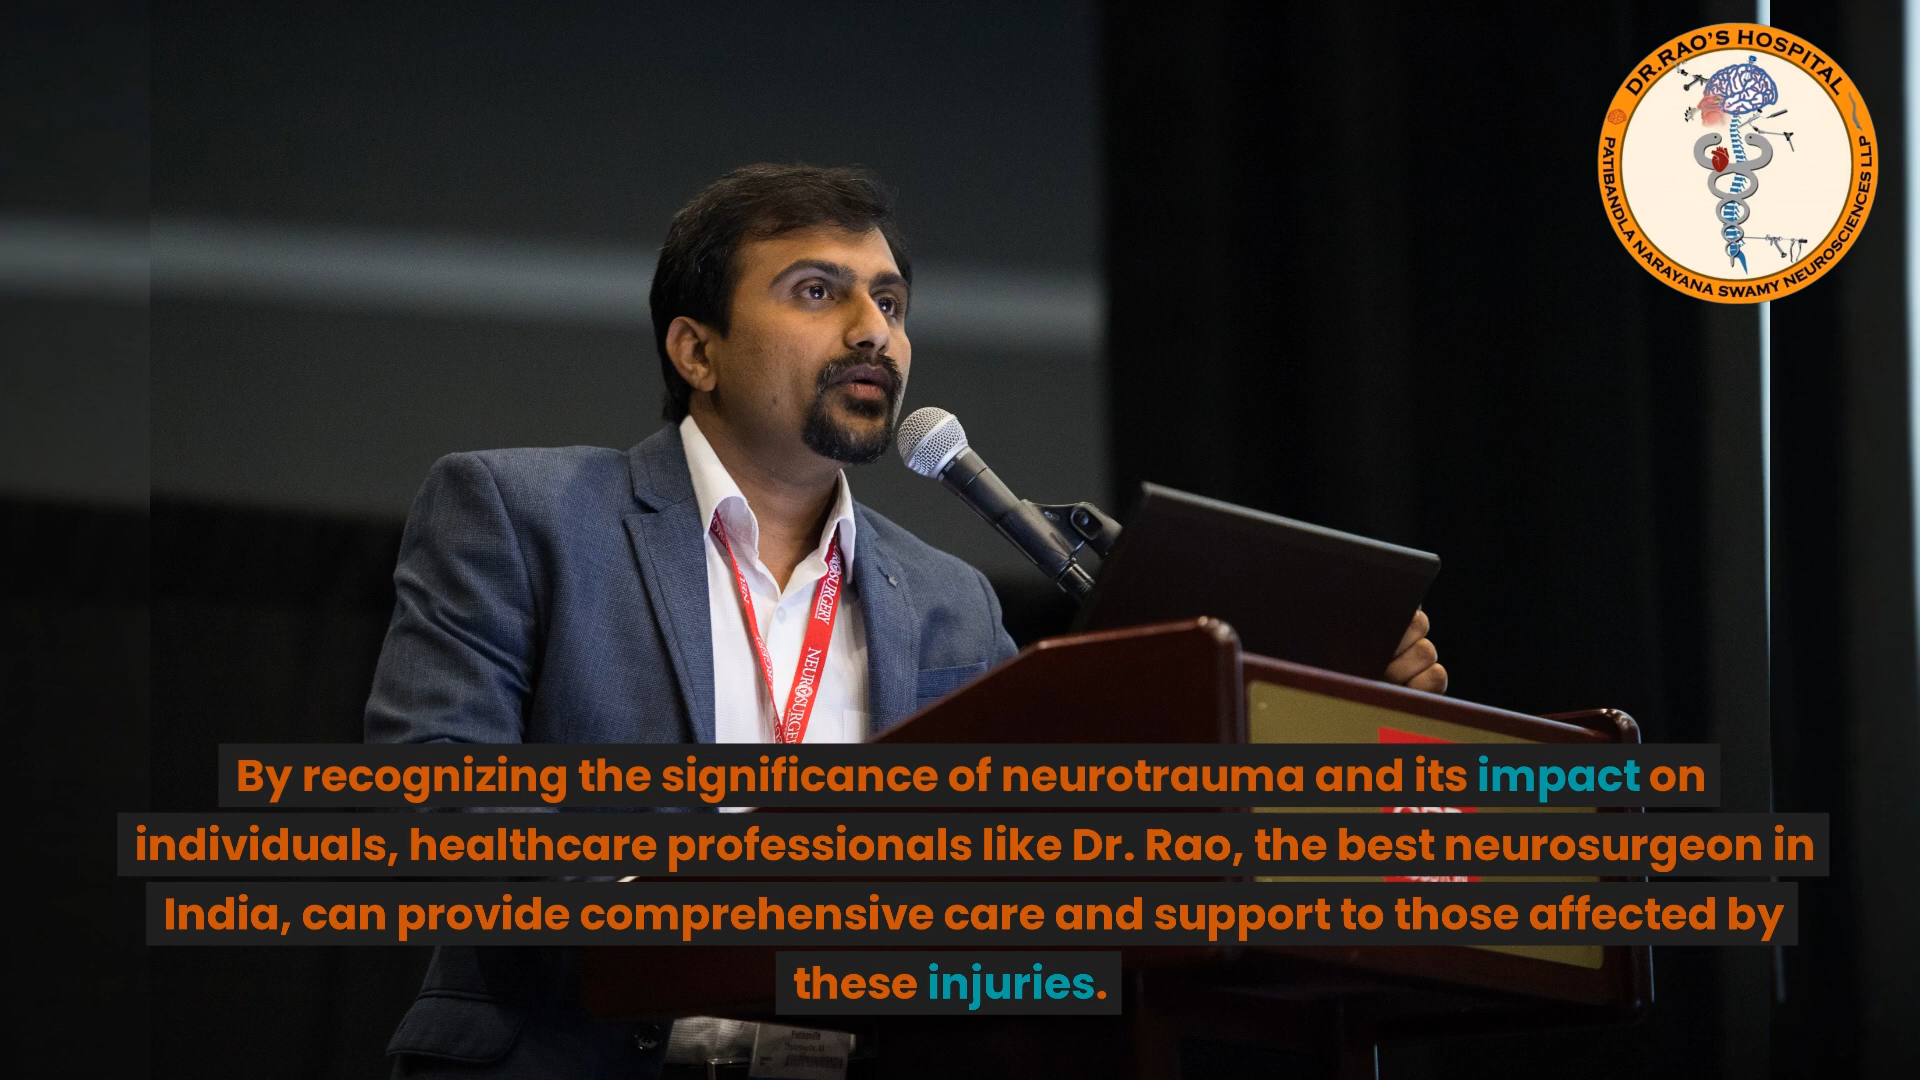 DR.RAO'S HOSPITAL
PATIBANDLA NARAYANA SWAMY NEUROSCIENCES LLP
NEUROSURGERY
By recognizing the significance of neurotrauma and its impact on
individuals, healthcare professionals like Dr. Rao, the best neurosurgeon in
India, can provide comprehensive care and support to those affected by
these injuries.